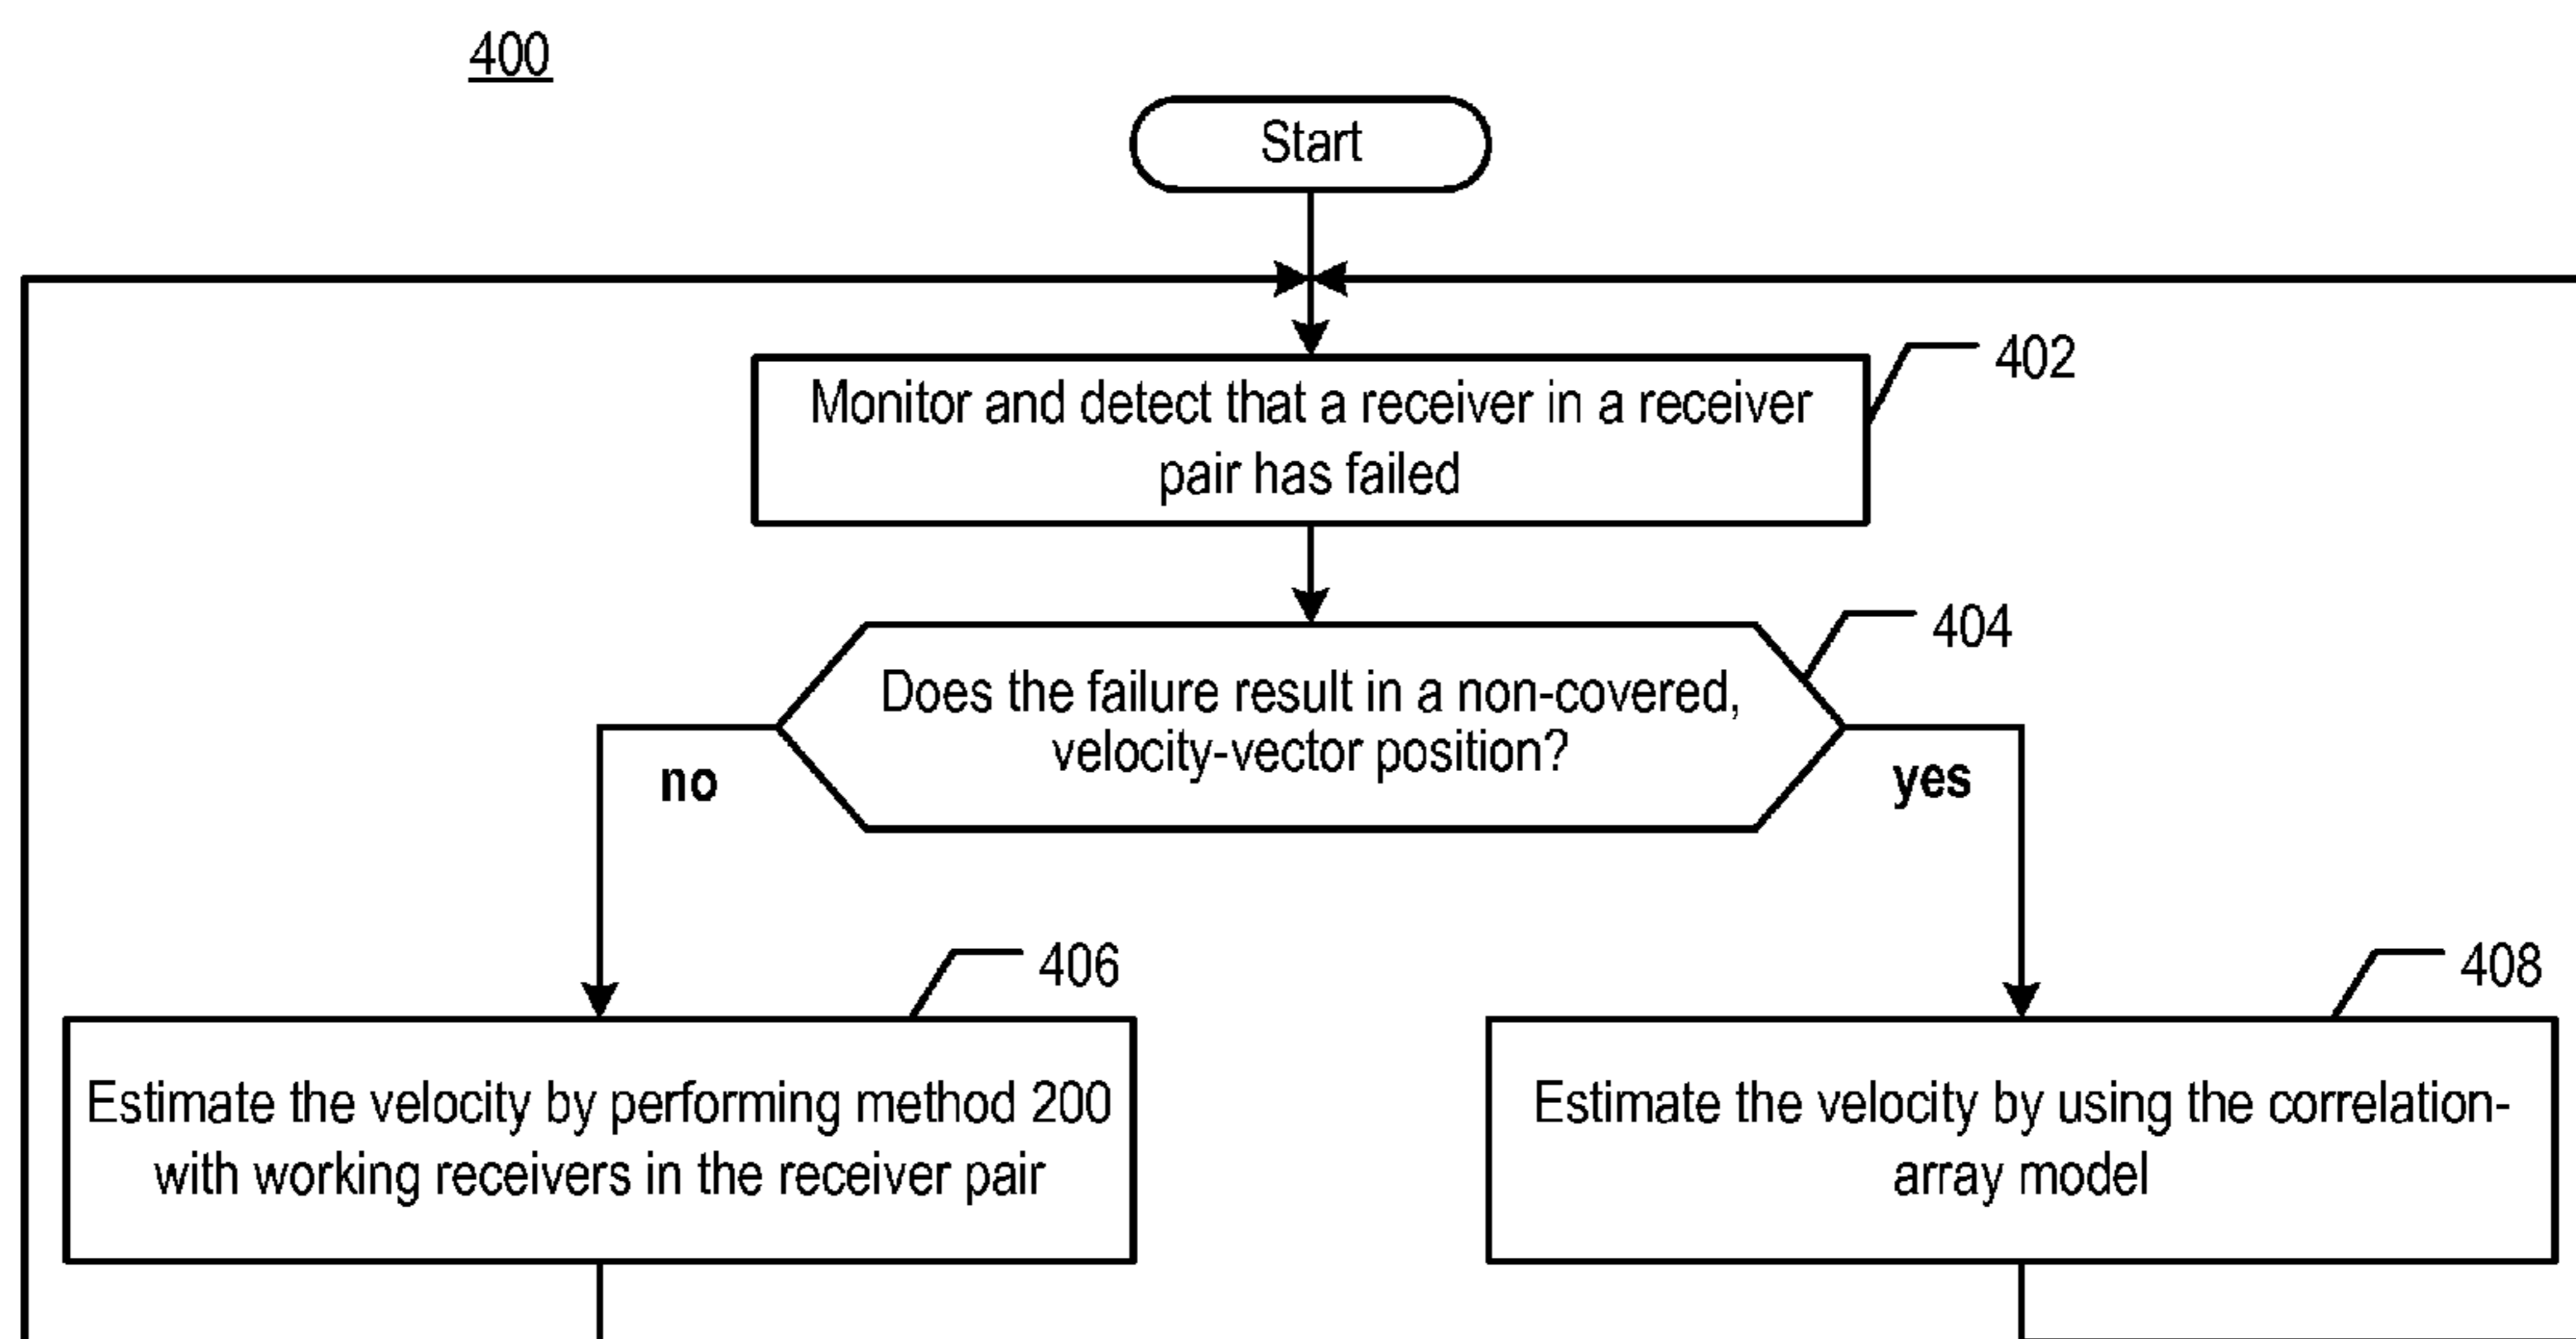 400
Start
402
Monitor and detect that a receiver in a receiver
pair has failed
404
Does the failure result in a non-covered,
velocity-vector position?
no
yes
406
408
Estimate the velocity by performing method 200
with working receivers in the receiver pair
Estimate the velocity by using the correlation-
array model